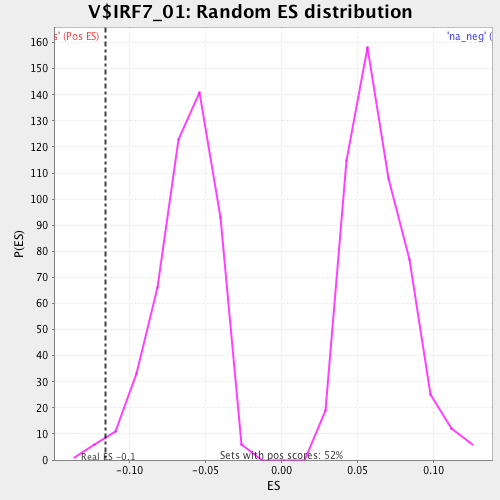 V$IRF7_01: Random ES distribution
s' (Pos ES)
'na_neg' (
160
150
140
130
120
110
100
90
80
70
60
50
40
30
20
10
0
P(ES)
Real ES -0.1
Sets with pos scores: 52%
-0.10 -0.05 0.00 0.05 0.10
ES